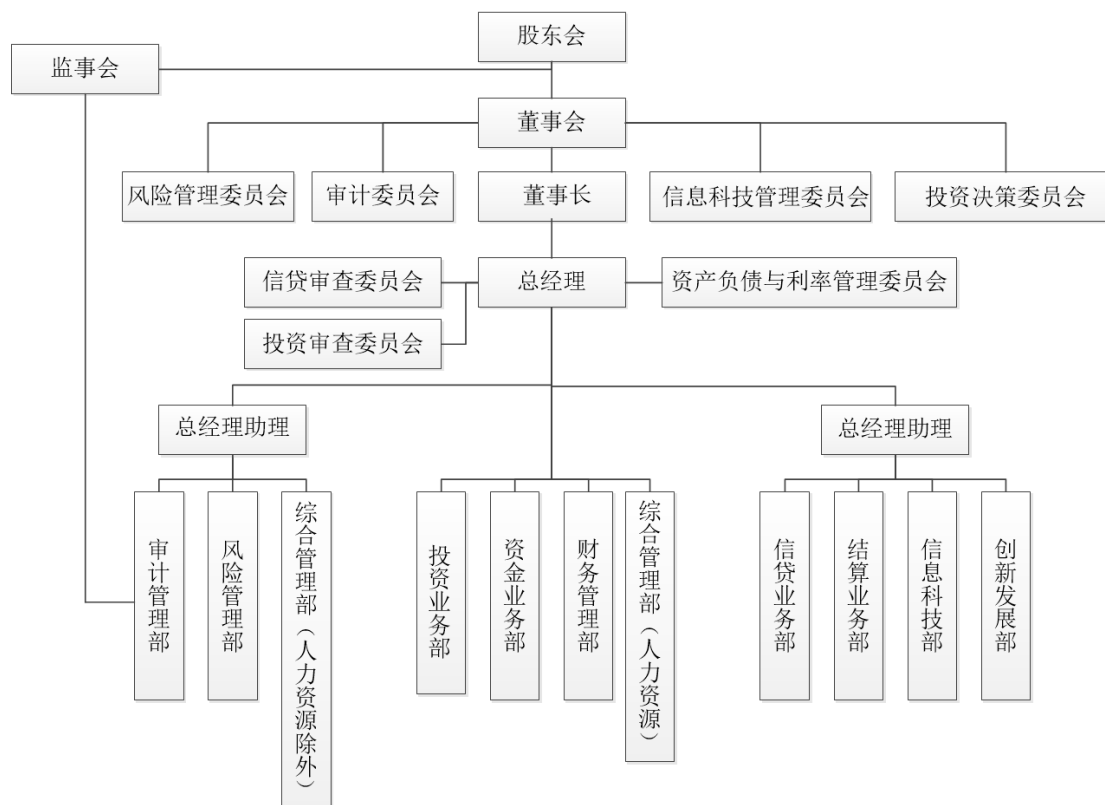 股东会
监事会
董事会
风险管理委员会
审计委员会
董事长
信息科技管理委员会
投资决策委员会
信贷审查委员会
总经理
资产负债与利率管理委员会
投资审查委员会
总经理助理
总经理助理
审计管理部
风险管理部
综合管理部（人力资源除外）
投资业务部
资金业务部
财务管理部
综合管理部（人力资源）
信贷业务部
结算业务部
信息科技部
创新发展部